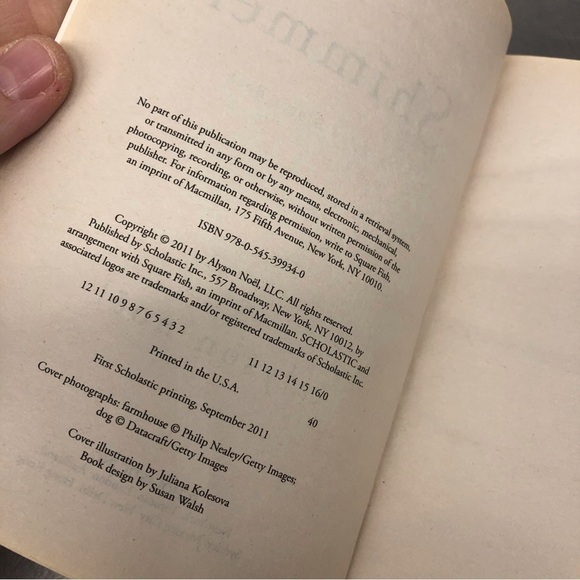 Shimmer
No part of this publication may be reproduced, stored in a retrieval system,
or transmitted in any form or by any means, electronic, mechanical,
photocopying, recording, or otherwise, without written permission of the
publisher. For information regarding permission, write to Square Fish,
an imprint of Macmillan, 175 Fifth Avenue, New York, NY 10010.
ISBN 978-0-545-39934-0
Copyright © 2011 by Alyson Noël, LLC. All rights reserved.
Published by Scholastic Inc., 557 Broadway, New York, NY 10012, by
arrangement with Square Fish, an imprint of Macmillan. SCHOLASTIC and
associated logos are trademarks and/or registered trademarks of Scholastic Inc.
12 11 10 9 8 7 6 5 4 3 2 11 12 13 14 15 16/0
Printed in the U.S.A. 40
First Scholastic printing, September 2011
Cover photographs: farmhouse © Philip Nealey/Getty Images;
dog © Datacraft/Getty Images
Cover illustration by Juliana Kolesova
Book design by Susan Walsh